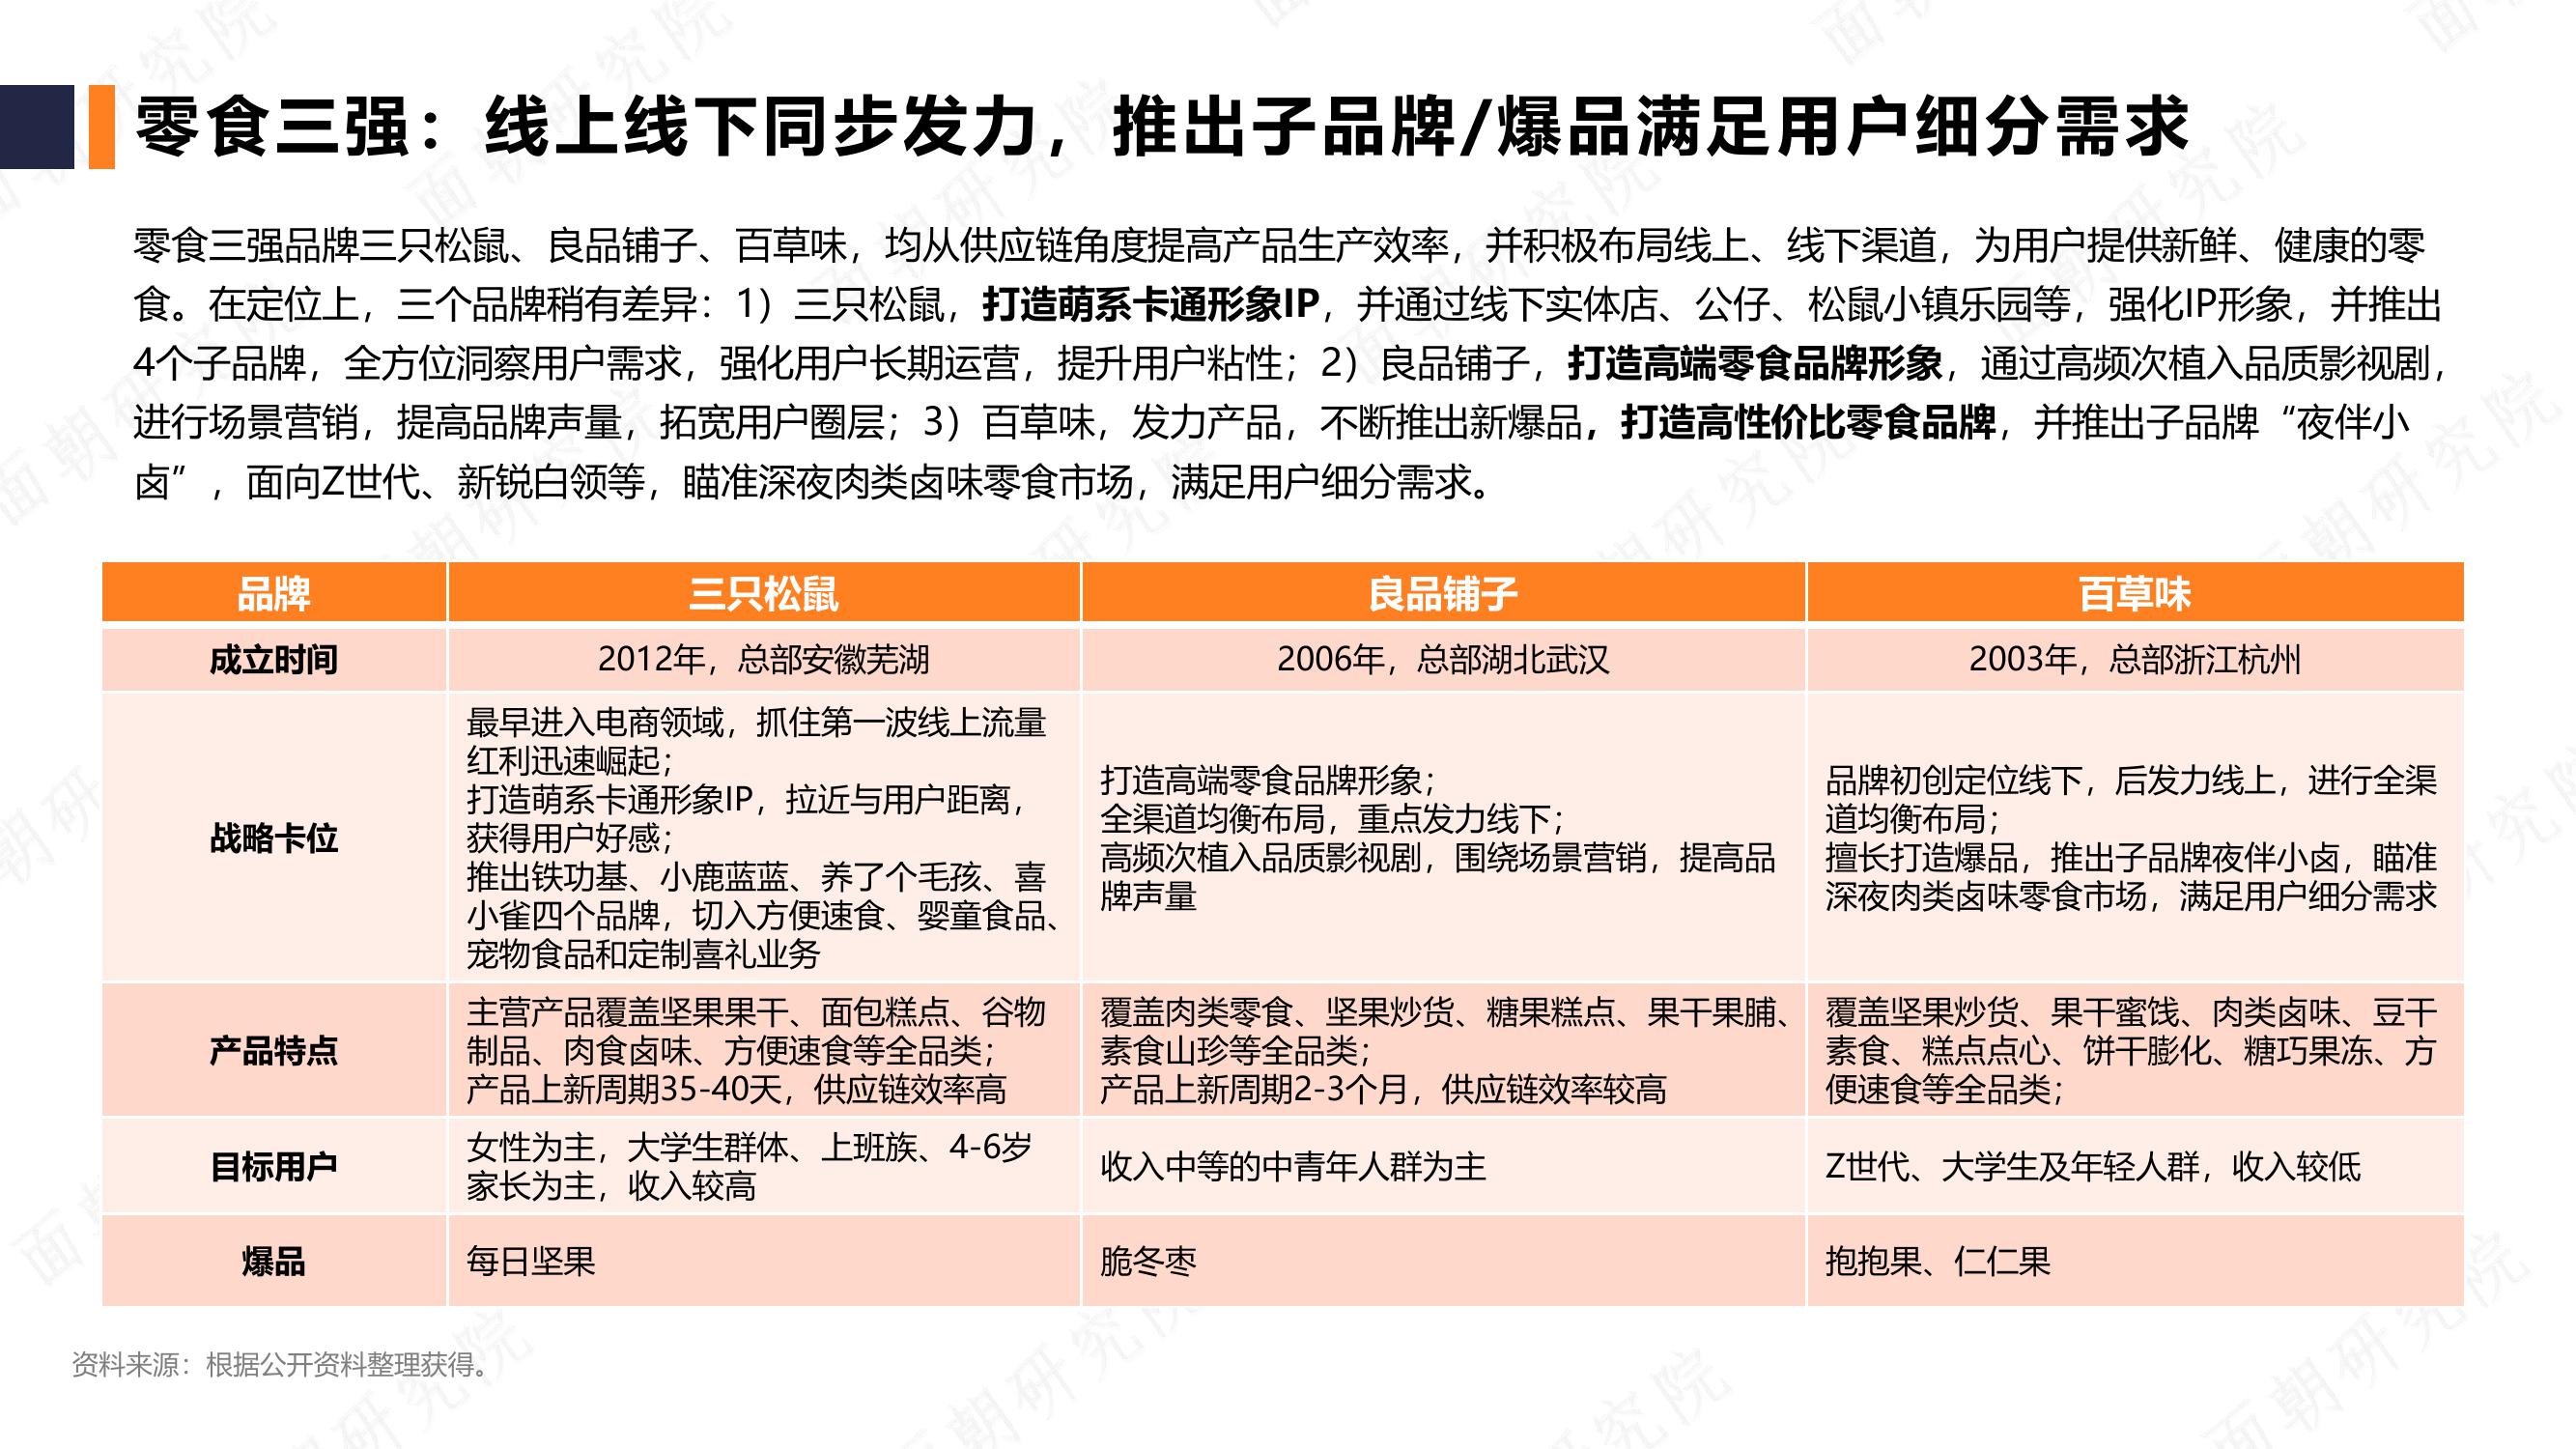 零食三强：线上线下同步发力，推出子品牌/爆品满足用户细分需求
零食三强品牌三只松鼠、良品铺子、百草味，均从供应链角度提高产品生产效率，并积极布局线上、线下渠道，为用户提供新鲜、健康的零
食。在定位上，三个品牌稍有差异：1）三只松鼠，打造萌系卡通形象IP，并通过线下实体店、公仔、松鼠小镇乐园等，强化IP形象，并推出
4个子品牌，全方位洞察用户需求，强化用户长期运营，提升用户粘性；2）良品铺子，打造高端零食品牌形象，通过高频次植入品质影视剧，
进行场景营销，提高品牌声量，拓宽用户圈层；3）百草味，发力产品，不断推出新爆品，打造高性价比零食品牌，并推出子品牌“夜伴小
卤”，面向Z世代、新锐白领等，瞄准深夜肉类卤味零食市场，满足用户细分需求。
品牌
三只松鼠
良品铺子
百草味
成立时间
2012年，总部安徽芜湖
2006年，总部湖北武汉
2003年，总部浙江杭州
战略卡位
最早进入电商领域，抓住第一波线上流量
红利迅速崛起；
打造萌系卡通形象IP，拉近与用户距离，
获得用户好感；
推出铁功基、小鹿蓝蓝、养了个毛孩、喜
小雀四个品牌，切入方便速食、婴童食品、
宠物食品和定制喜礼业务
打造高端零食品牌形象；
全渠道均衡布局，重点发力线下；
高频次植入品质影视剧，围绕场景营销，提高品
牌声量
品牌初创定位线下，后发力线上，进行全渠
道均衡布局；
擅长打造爆品，推出子品牌夜伴小卤，瞄准
深夜肉类卤味零食市场，满足用户细分需求
产品特点
主营产品覆盖坚果果干、面包糕点、谷物
制品、肉食卤味、方便速食等全品类；
产品上新周期35-40天，供应链效率高
覆盖肉类零食、坚果炒货、糖果糕点、果干果脯、
素食山珍等全品类；
产品上新周期2-3个月，供应链效率较高
覆盖坚果炒货、果干蜜饯、肉类卤味、豆干
素食、糕点点心、饼干膨化、糖巧果冻、方
便速食等全品类；
目标用户
女性为主，大学生群体、上班族、4-6岁
家长为主，收入较高
收入中等的中青年人群为主
Z世代、大学生及年轻人群，收入较低
爆品
每日坚果
脆冬枣
抱抱果、仁仁果
资料来源：根据公开资料整理获得。
面朝研究院